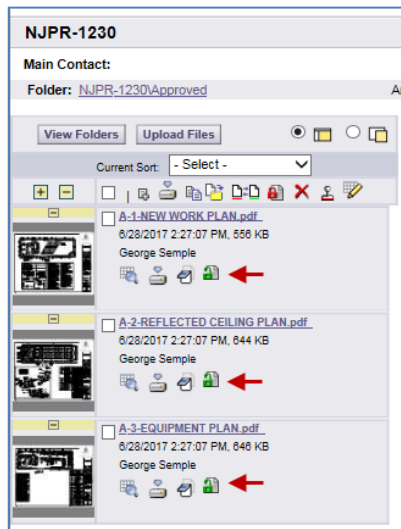 NJPR-1230
Main Contact:
Folder: NJPR-1230\Approved
View Folders Upload Files
Current Sort: - Select -
A-1-NEW WORK PLAN.pdf
6/28/2017 2:27:07 PM, 556 KB
George Semple
A-2-REFLECTED CEILING PLAN.pdf
6/28/2017 2:27:07 PM, 644 KB
George Semple
A-3-EQUIPMENT PLAN.pdf
6/28/2017 2:27:07 PM, 646 KB
George Semple